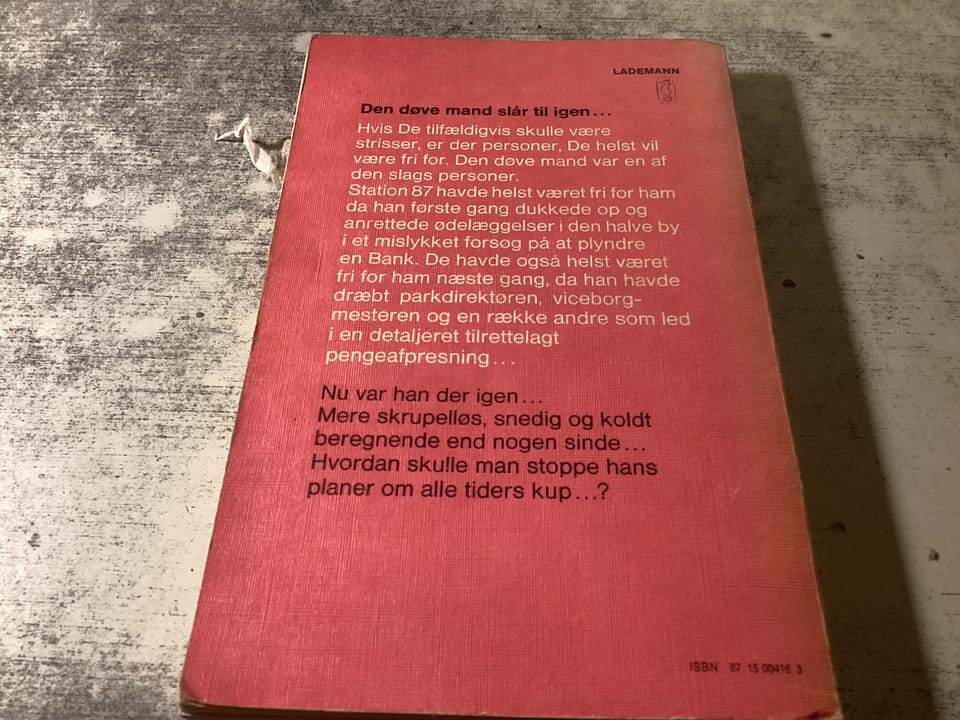 LADEMANN
Den døve mand slår til igen...
Hvis De tilfældigvis skulle være
strisser, er der personer, De helst vil
være fri for. Den døve mand var en af
den slags personer.
Station 87 havde helst været fri for ham
da han første gang dukkede op og
anrettede ødelæggelser i den halve by
i et mislykket forsøg på at plyndre
en Bank. De havde også helst været
fri for ham næste gang, da han havde
dræbt parkdirektøren, viceborg-
mesteren og en række andre som led
i en detaljeret tilrettelagt
pengeafpresning...
Nu var han der igen...
Mere skrupelløs, snedig og koldt
beregnende end nogen sinde...
Hvordan skulle man stoppe hans
planer om alle tiders kup...?
ISBN 87 15 00416 3